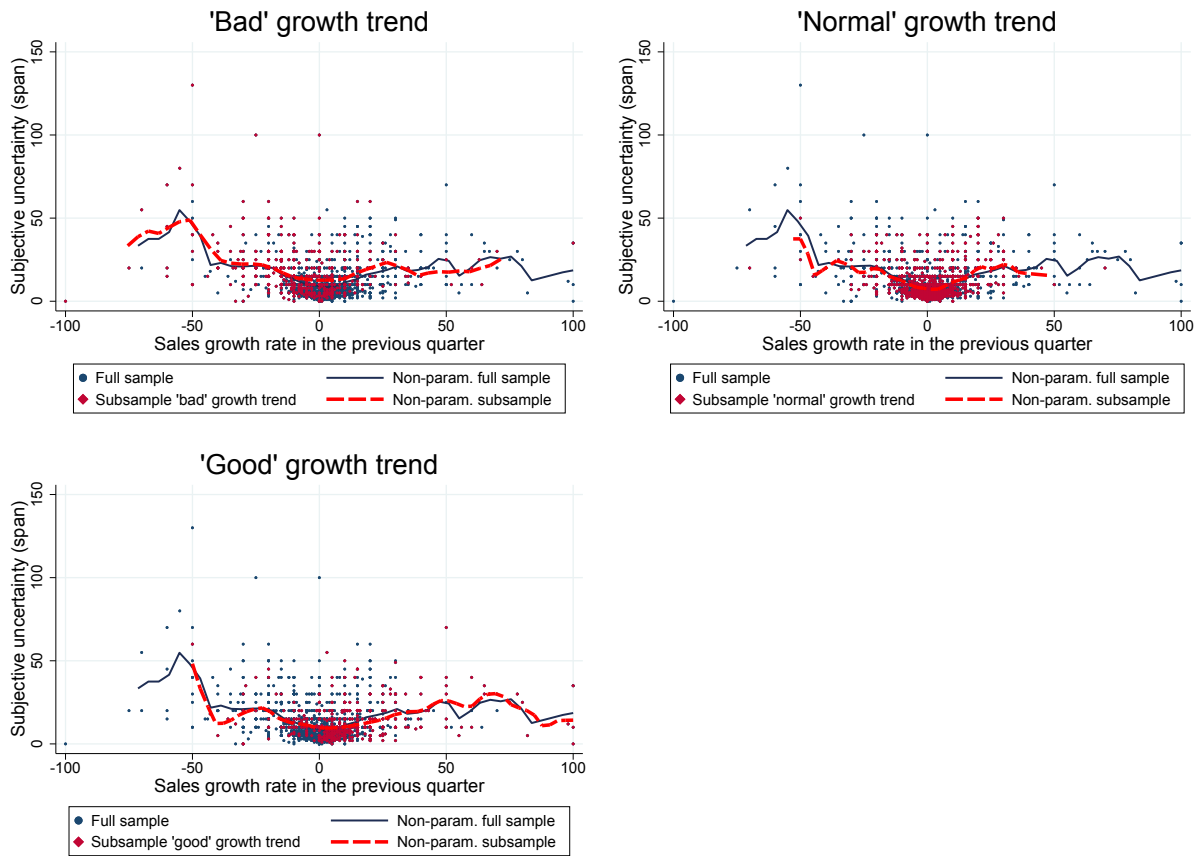 'Bad' growth trend
Subjective uncertainty (span)
150
100
50
0
-100 -50 0 50 100
Sales growth rate in the previous quarter
Full sample Non-param. full sample
Subsample 'bad' growth trend Non-param. subsample
'Normal' growth trend
Subjective uncertainty (span)
150
100
50
0
-100 -50 0 50 100
Sales growth rate in the previous quarter
Full sample Non-param. full sample
Subsample 'normal' growth trend Non-param. subsample
'Good' growth trend
Subjective uncertainty (span)
150
100
50
0
-100 -50 0 50 100
Sales growth rate in the previous quarter
Full sample Non-param. full sample
Subsample 'good' growth trend Non-param. subsample